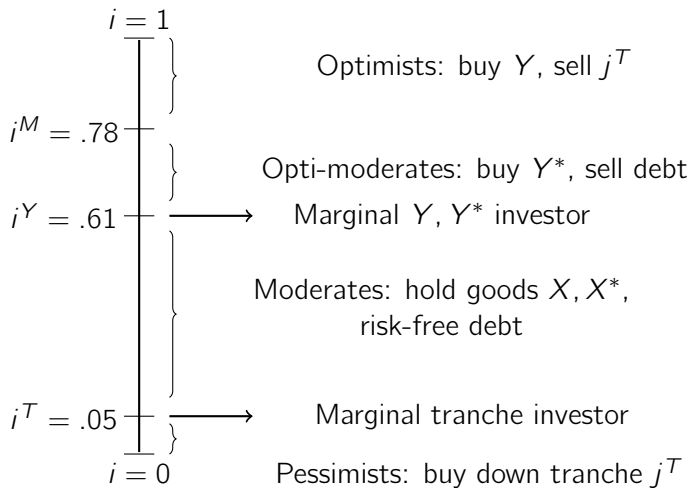 i = 1
Optimists: buy Y, sell j^T
i^M = .78
Opti-moderates: buy Y*, sell debt
i^Y = .61
Marginal Y, Y* investor
Moderates: hold goods X, X*,
risk-free debt
i^T = .05
Marginal tranche investor
i = 0
Pessimists: buy down tranche j^T